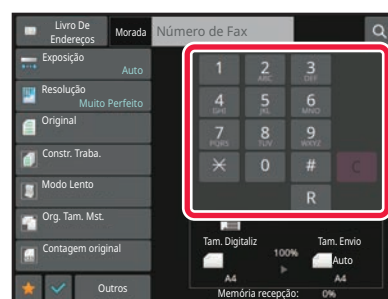 Livro De
Endereços
Morada
Número de Fax
Exposição
Auto
Resolução
Muito Perfeito
Original
Constr. Traba.
Modo Lento
Org. Tam. Mst.
Contagem original
Outros
1
2 ABC
3 DEF
4 GHI
5 JKL
6 MNO
7 PQRS
8 TUV
9 WXYZ
0
#
C
R
Tam. Digitaliz
100%
Tam. Envio
Auto
A4
A4
Memória recepção: 0%